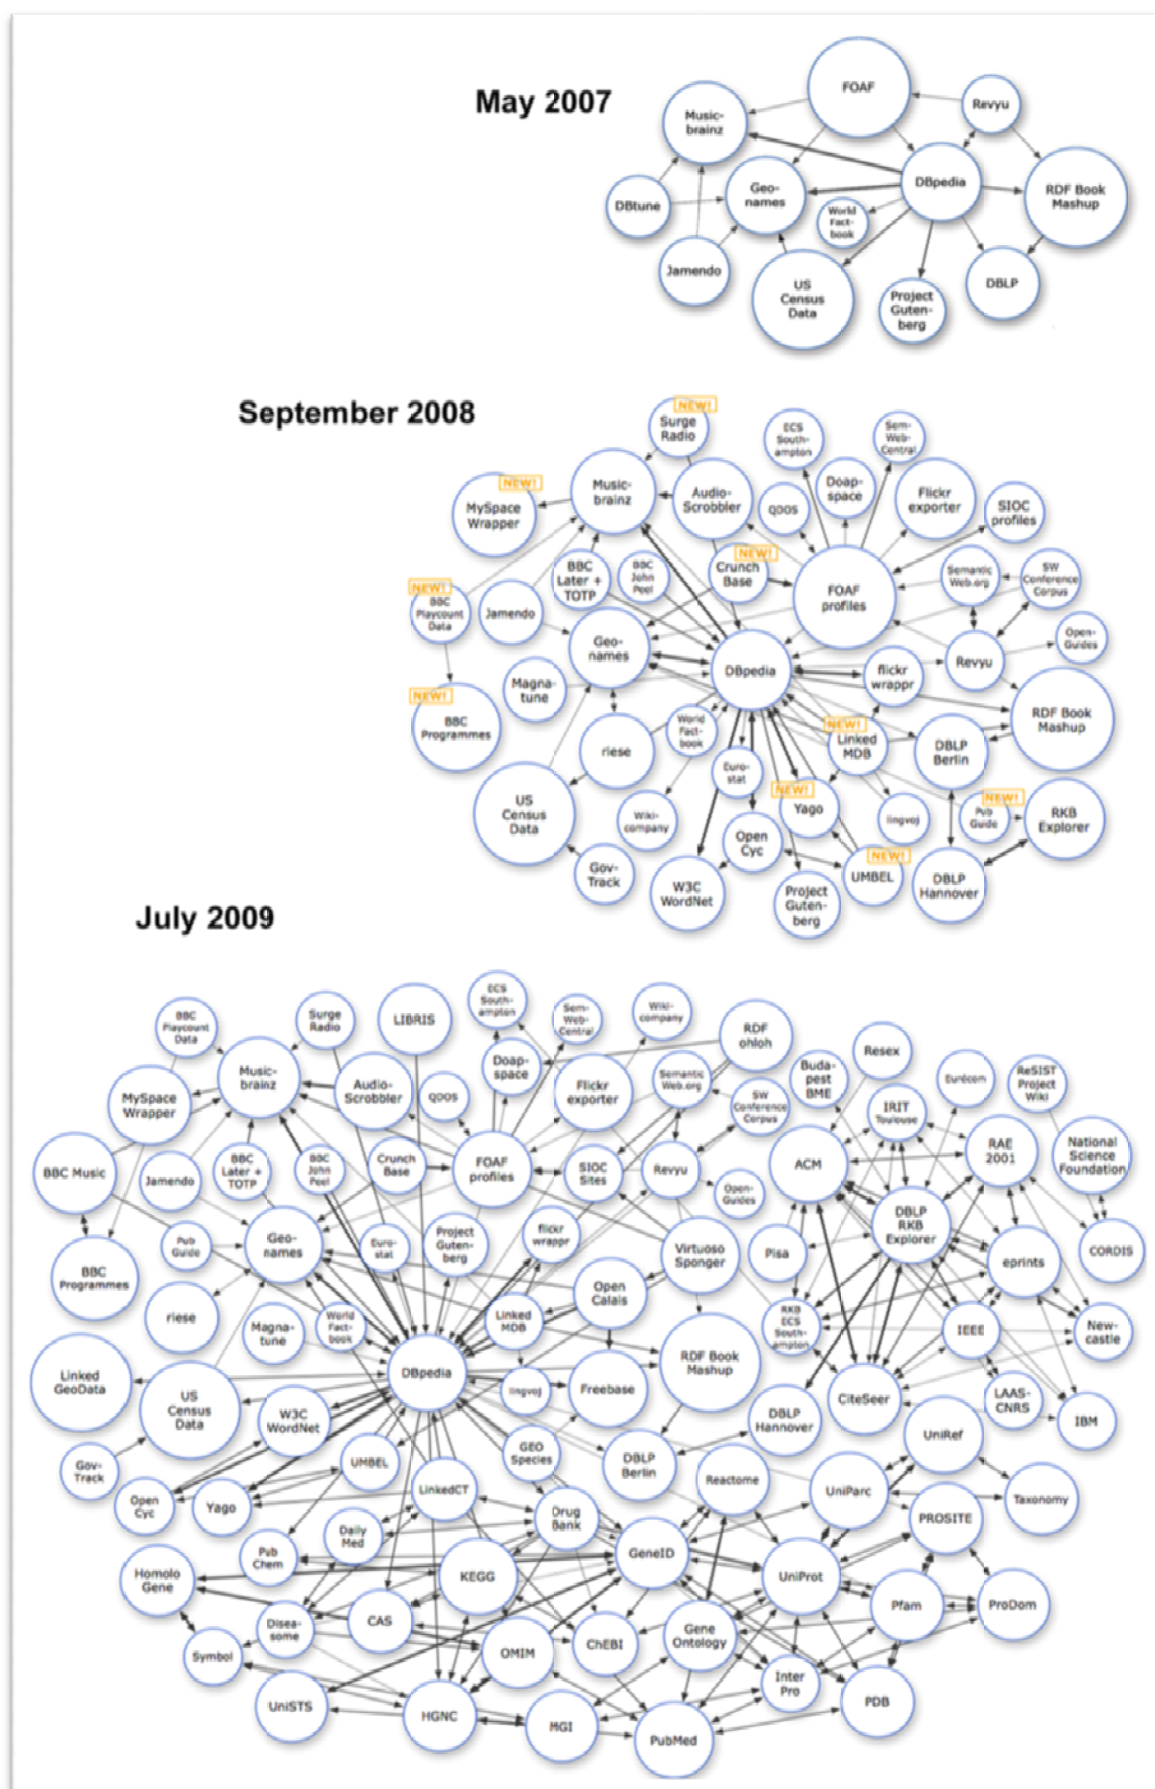 May 2007
FOAF
Revyu
Music-
brainz
DBpedia
RDF Book
Mashup
Geo-
names
DBtune
World
Fact-
book
Jamendo
US
Census
Data
Project
Guten-
berg
DBLP
September 2008
NEW!
Surge
Radio
ECS
South-
ampton
Sem-
Web-
Central
NEW!
MySpace
Wrapper
Music-
brainz
Audio-
Scrobbler
Doap-
space
QDOS
Flickr
exporter
SIOC
profiles
NEW!
BBC
Playcount
Data
Jamendo
BBC
Later +
TOTP
BBC
John
Peel
NEW!
Crunch
Base
FOAF
profiles
Semantic
Web.org
SW
Conference
Corpus
Open-
Guides
Geo-
names
DBpedia
flickr
wrappr
Revyu
Magna-
tune
NEW!
BBC
Programmes
riese
World
Fact-
book
NEW!
Linked
MDB
DBLP
Berlin
RDF Book
Mashup
Euro-
stat
US
Census
Data
Wiki-
company
NEW!
Yago
lingvoj
NEW!
Pub
Guide
RKB
Explorer
Open
Cyc
Gov-
Track
W3C
WordNet
Project
Guten-
berg
NEW!
UMBEL
DBLP
Hannover
July 2009
BBC
Playcount
Data
Surge
Radio
LIBRIS
ECS
South-
ampton
Sem-
Web-
Central
Wiki-
company
RDF
ohloh
Resex
MySpace
Wrapper
Music-
brainz
Audio-
Scrobbler
QDOS
Doap-
space
Flickr
exporter
Semantic
Web.org
SW
Conference
Corpus
Buda-
pest
BME
Eurécom
ReSIST
Project
Wiki
IRIT
Toulouse
BBC Music
Jamendo
BBC
Later +
TOTP
BBC
John
Peel
Crunch
Base
FOAF
profiles
SIOC
Sites
Revyu
Open-
Guides
ACM
RAE
2001
National
Science
Foundation
DBLP
RKB
Explorer
Pub
Guide
Geo-
names
Euro-
stat
Project
Guten-
berg
flickr
wrappr
Virtuoso
Sponger
Pisa
eprints
CORDIS
BBC
Programmes
riese
Magna-
tune
World
Fact-
book
Linked
MDB
Open
Calais
RKB
ECS
South-
ampton
IEEE
New-
castle
Linked
GeoData
US
Census
Data
DBpedia
lingvoj
Freebase
RDF Book
Mashup
CiteSeer
LAAS-
CNRS
IBM
W3C
WordNet
DBLP
Hannover
Gov-
Track
Open
Cyc
Yago
UMBEL
LinkedCT
GEO
Species
DBLP
Berlin
Reactome
UniParc
UniRef
Taxonomy
PROSITE
Daily
Med
Drug
Bank
Pub
Chem
Homolo
Gene
KEGG
GeneID
UniProt
Pfam
ProDom
Disea-
some
CAS
Symbol
OMIM
ChEBI
Gene
Ontology
Inter
Pro
PDB
UniSTS
HGNC
MGI
PubMed